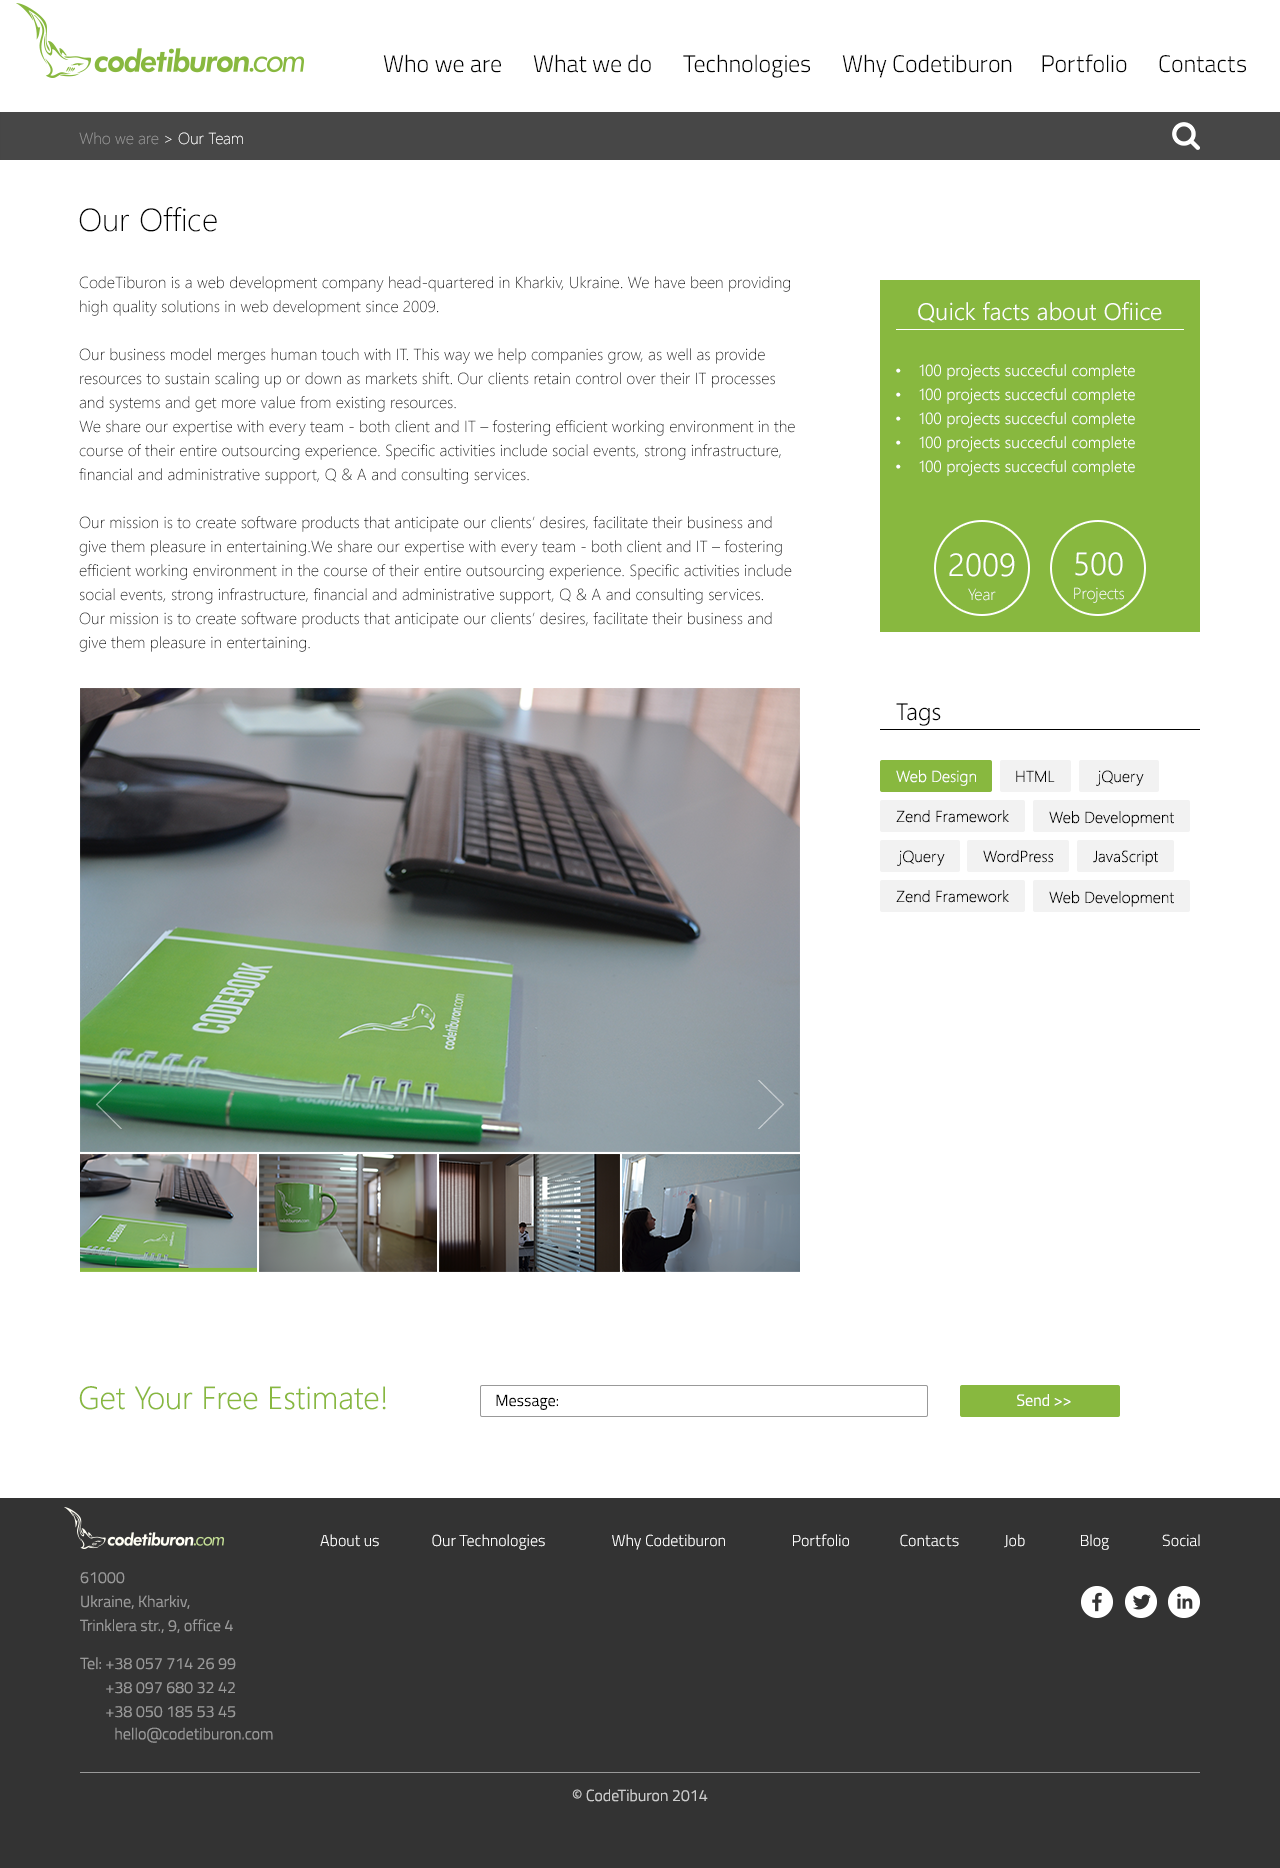 codetiburon.com
Who we are What we do Technologies Why Codetiburon Portfolio Contacts
Who we are > Our Team
Our Office
CodeTiburon is a web development company head-quartered in Kharkiv, Ukraine. We have been providing
high quality solutions in web development since 2009.
Our business model merges human touch with IT. This way we help companies grow, as well as provide
resources to sustain scaling up or down as markets shift. Our clients retain control over their IT processes
and systems and get more value from existing resources.
We share our expertise with every team - both client and IT – fostering efficient working environment in the
course of their entire outsourcing experience. Specific activities include social events, strong infrastructure,
financial and administrative support, Q & A and consulting services.
Our mission is to create software products that anticipate our clients' desires, facilitate their business and
give them pleasure in entertaining.We share our expertise with every team - both client and IT – fostering
efficient working environment in the course of their entire outsourcing experience. Specific activities include
social events, strong infrastructure, financial and administrative support, Q & A and consulting services.
Our mission is to create software products that anticipate our clients' desires, facilitate their business and
give them pleasure in entertaining.
Quick facts about Ofiice
• 100 projects succecful complete
• 100 projects succecful complete
• 100 projects succecful complete
• 100 projects succecful complete
• 100 projects succecful complete
2009
Year
500
Projects
Tags
Web Design HTML jQuery
Zend Framework Web Development
jQuery WordPress JavaScript
Zend Framework Web Development
CODEBOOK
codetiburon.com
codetiburon.com
CODEBOOK
codetiburon.com
Get Your Free Estimate!
Message:
Send >>
codetiburon.com
About us Our Technologies Why Codetiburon Portfolio Contacts Job Blog Social
61000
Ukraine, Kharkiv,
Trinklera str., 9, office 4
Tel: +38 057 714 26 99
+38 097 680 32 42
+38 050 185 53 45
hello@codetiburon.com
f in
© CodeTiburon 2014